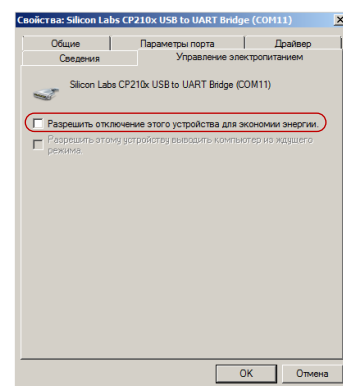 Свойства: Silicon Labs CP210x USB to UART Bridge (COM11)
Общие Параметры порта Драйвер
Сведения Управление электропитанием
Silicon Labs CP210x USB to UART Bridge (COM11)
Разрешить отключение этого устройства для экономии энергии.
Разрешить этому устройству выводить компьютер из ждущего
режима.
OK Отмена